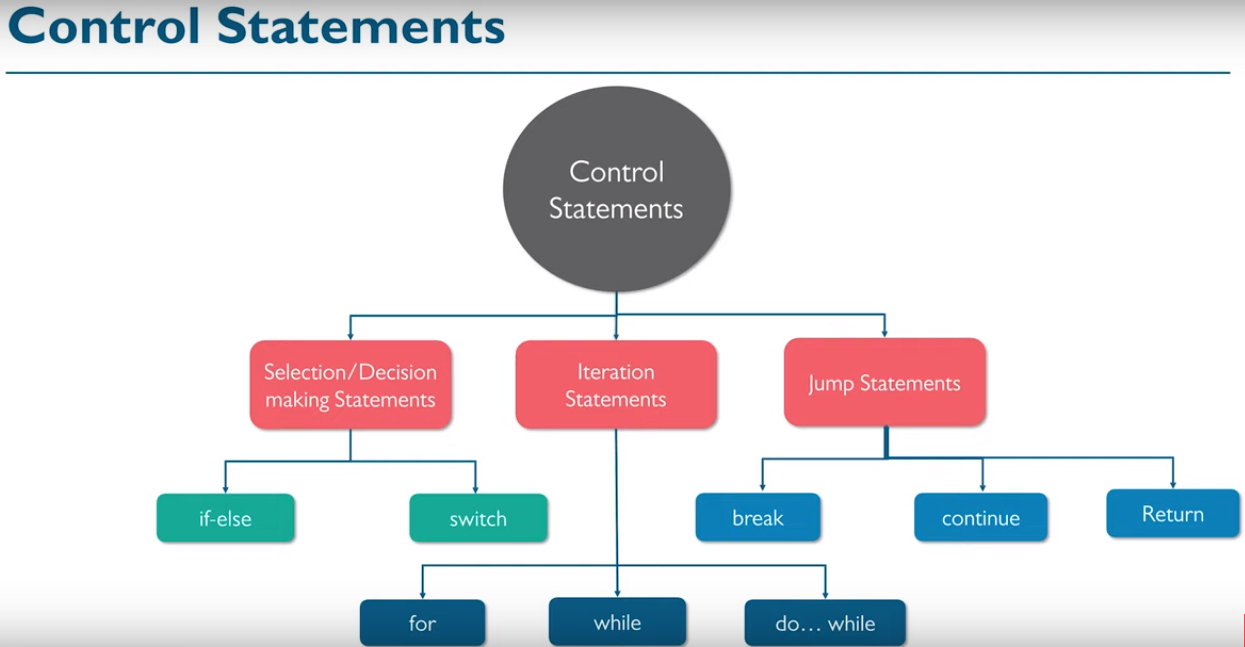 Control Statements
Control
Statements
Selection/Decision
making Statements
Iteration
Statements
Jump Statements
if-else
switch
break
continue
Return
for
while
do... while